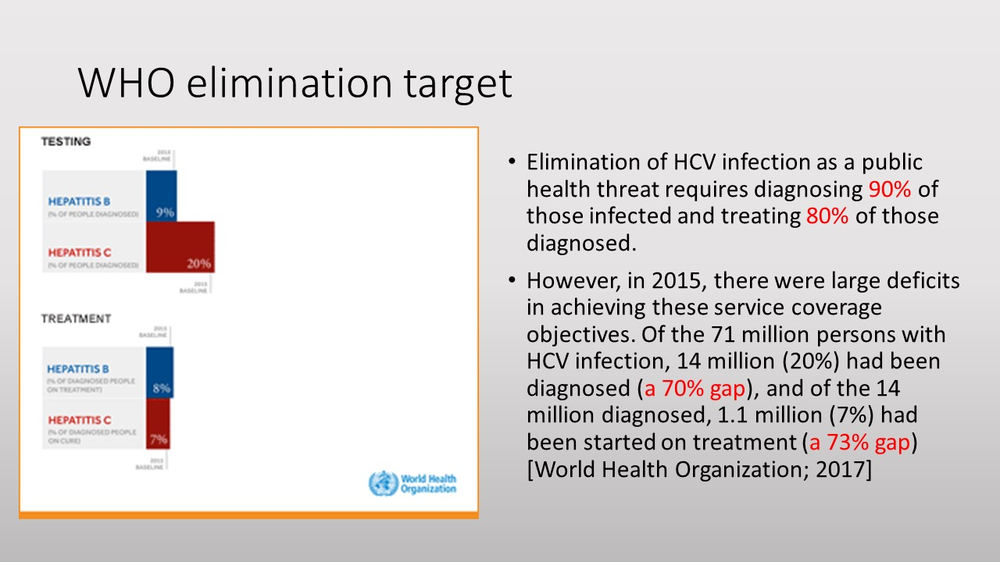 WHO elimination target
TESTING
2015
BASELINE
HEPATITIS B
(% OF PEOPLE DIAGNOSED)
9%
HEPATITIS C
(% OF PEOPLE DIAGNOSED)
20%
2015
BASELINE
TREATMENT
2015
BASELINE
HEPATITIS B
(% OF DIAGNOSED PEOPLE
ON TREATMENT)
8%
HEPATITIS C
(% OF DIAGNOSED PEOPLE
ON CURE)
7%
2015
BASELINE
World Health
Organization
• Elimination of HCV infection as a public
health threat requires diagnosing 90% of
those infected and treating 80% of those
diagnosed.
• However, in 2015, there were large deficits
in achieving these service coverage
objectives. Of the 71 million persons with
HCV infection, 14 million (20%) had been
diagnosed (a 70% gap), and of the 14
million diagnosed, 1.1 million (7%) had
been started on treatment (a 73% gap)
[World Health Organization; 2017]